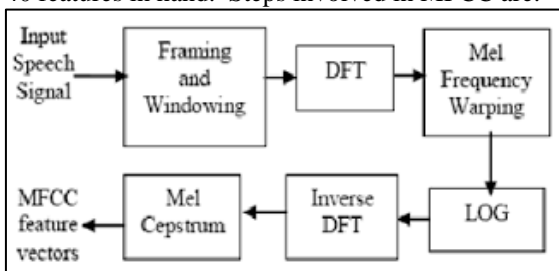 40 features in hand. Steps involved in MFCC are:
Input
Speech
Signal
Framing
and
Windowing
DFT
Mel
Frequency
Warping
LOG
Inverse
DFT
Mel
Cepstrum
MFCC
feature
vectors